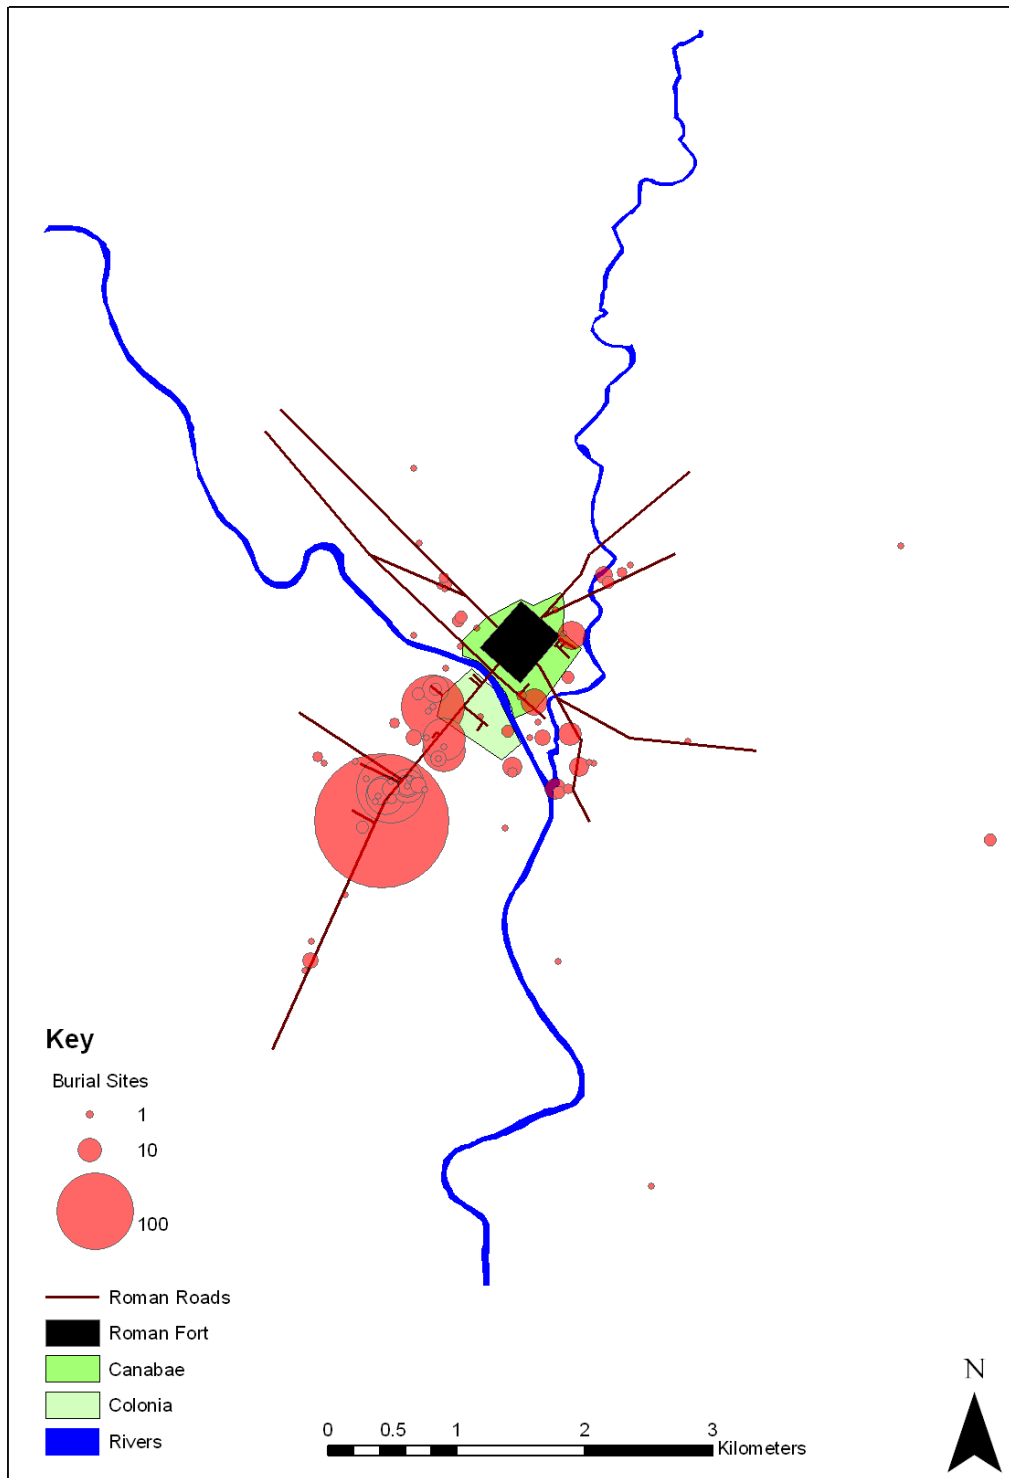 Key
Burial Sites
1
10
100
Roman Roads
Roman Fort
Canabae
Colonia
Rivers
0 0.5 1 2 3
Kilometers
N